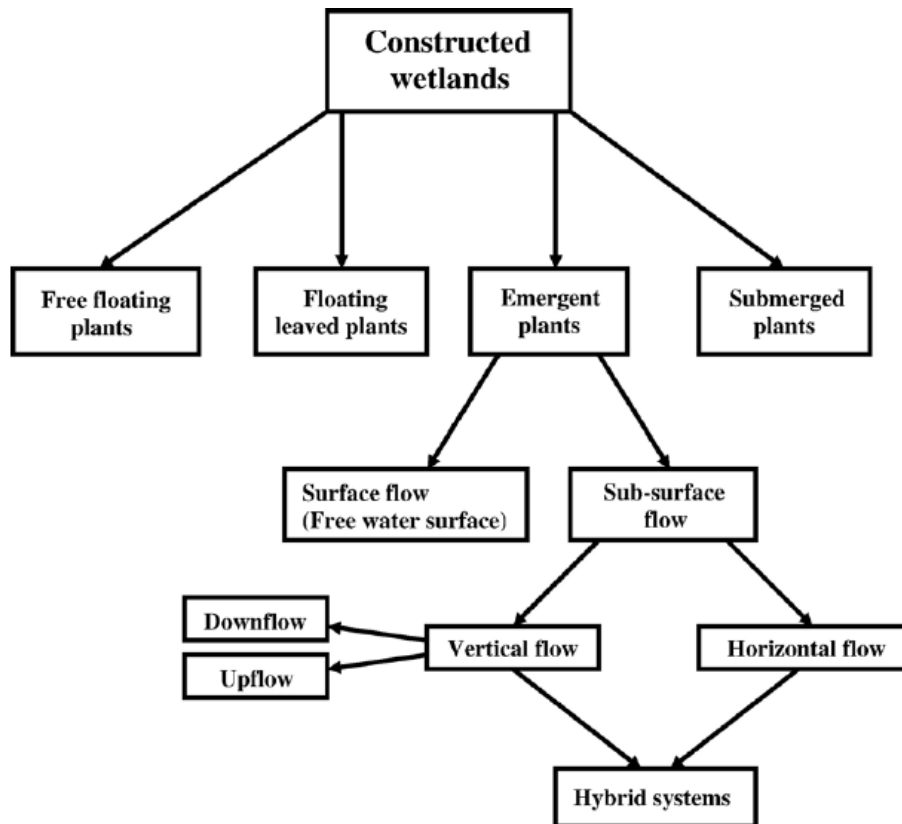 Constructed
wetlands
Free floating
plants
Floating
leaved plants
Emergent
plants
Submerged
plants
Surface flow
(Free water surface)
Sub-surface
flow
Downflow
Upflow
Vertical flow
Horizontal flow
Hybrid systems